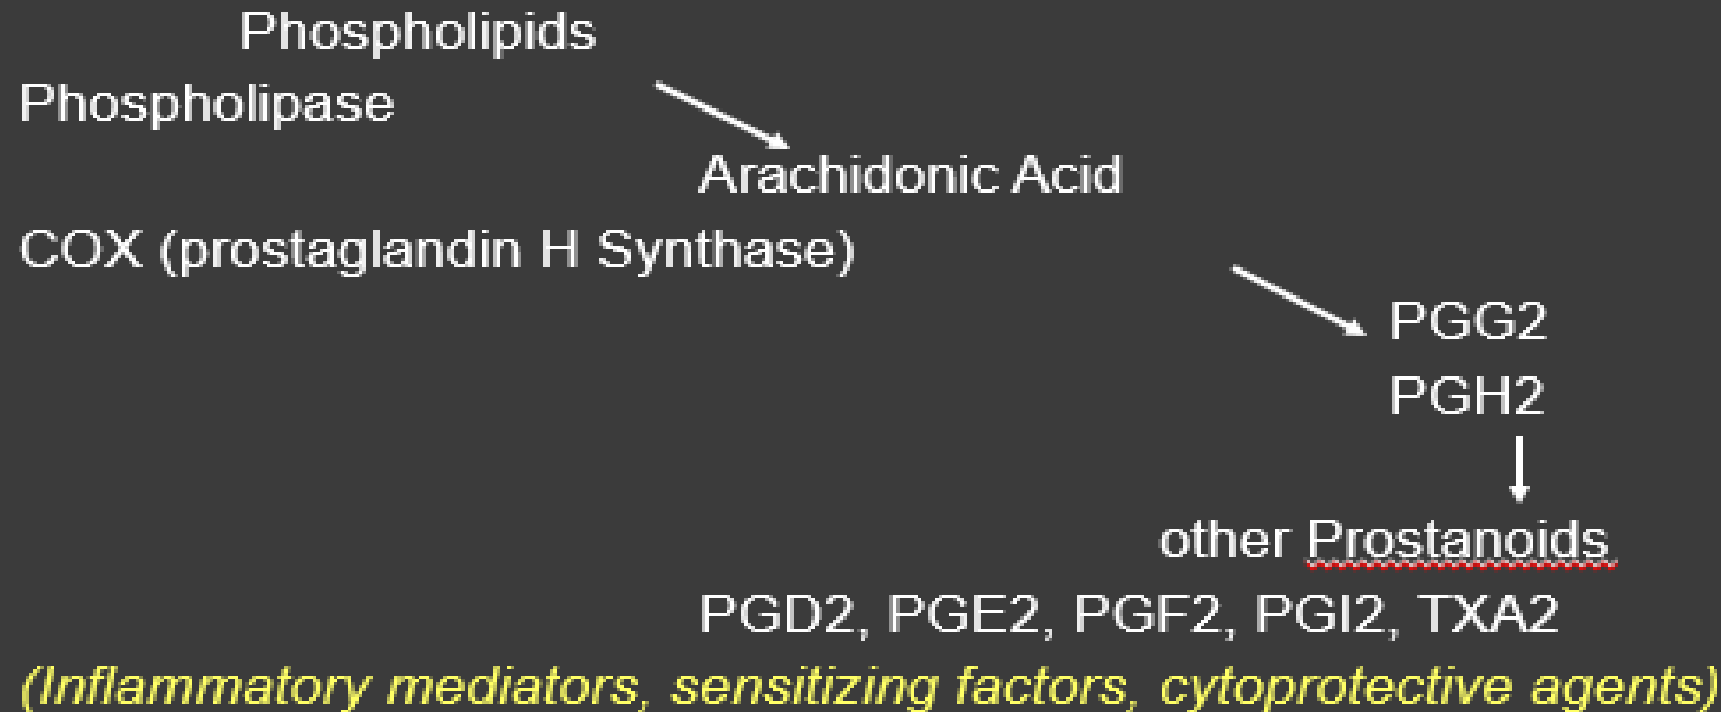 Phospholipids
Phospholipase
Arachidonic Acid
COX (prostaglandin H Synthase)
PGG2
PGH2
other Prostanoids
PGD2, PGE2, PGF2, PGI2, TXA2
(Inflammatory mediators, sensitizing factors, cytoprotective agents)